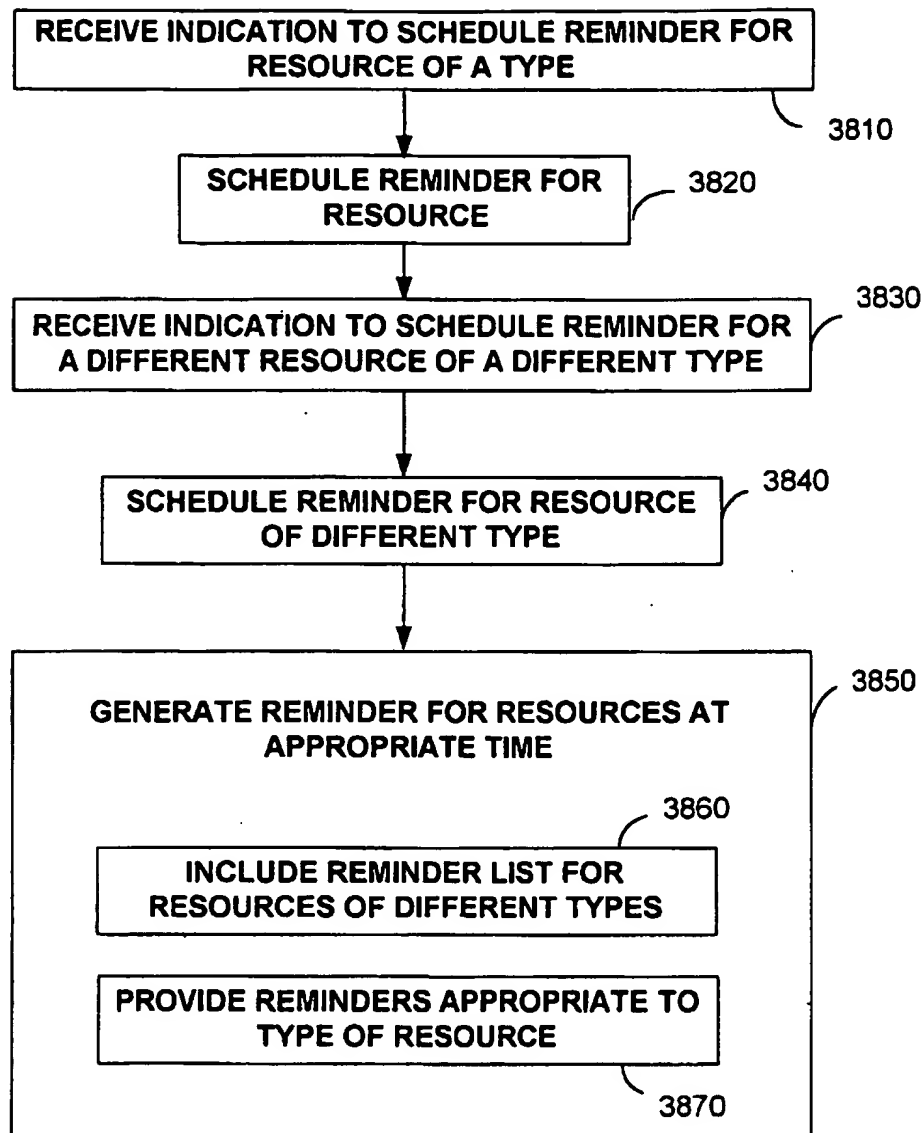 RECEIVE INDICATION TO SCHEDULE REMINDER FOR
RESOURCE OF A TYPE
3810
SCHEDULE REMINDER FOR
RESOURCE
3820
RECEIVE INDICATION TO SCHEDULE REMINDER FOR
A DIFFERENT RESOURCE OF A DIFFERENT TYPE
3830
SCHEDULE REMINDER FOR RESOURCE
OF DIFFERENT TYPE
3840
GENERATE REMINDER FOR RESOURCES AT
APPROPRIATE TIME
3850
INCLUDE REMINDER LIST FOR
RESOURCES OF DIFFERENT TYPES
3860
PROVIDE REMINDERS APPROPRIATE TO
TYPE OF RESOURCE
3870